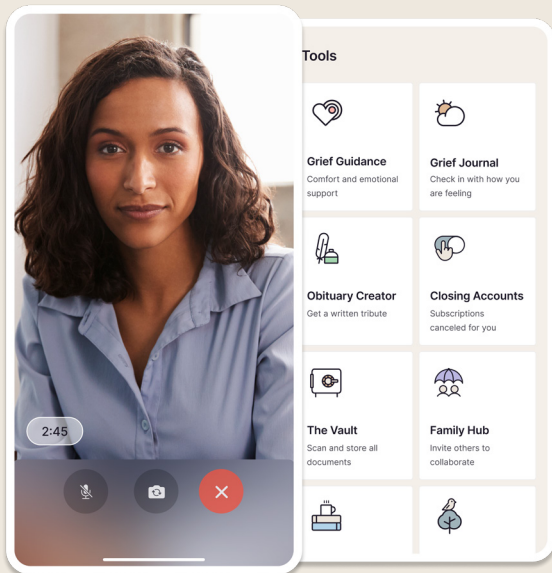 2:45
Tools
Grief Guidance
Comfort and emotional
support
Grief Journal
Check in with how you
are feeling
Obituary Creator
Get a written tribute
Closing Accounts
Subscriptions
canceled for you
The Vault
Scan and store all
documents
Family Hub
Invite others to
collaborate